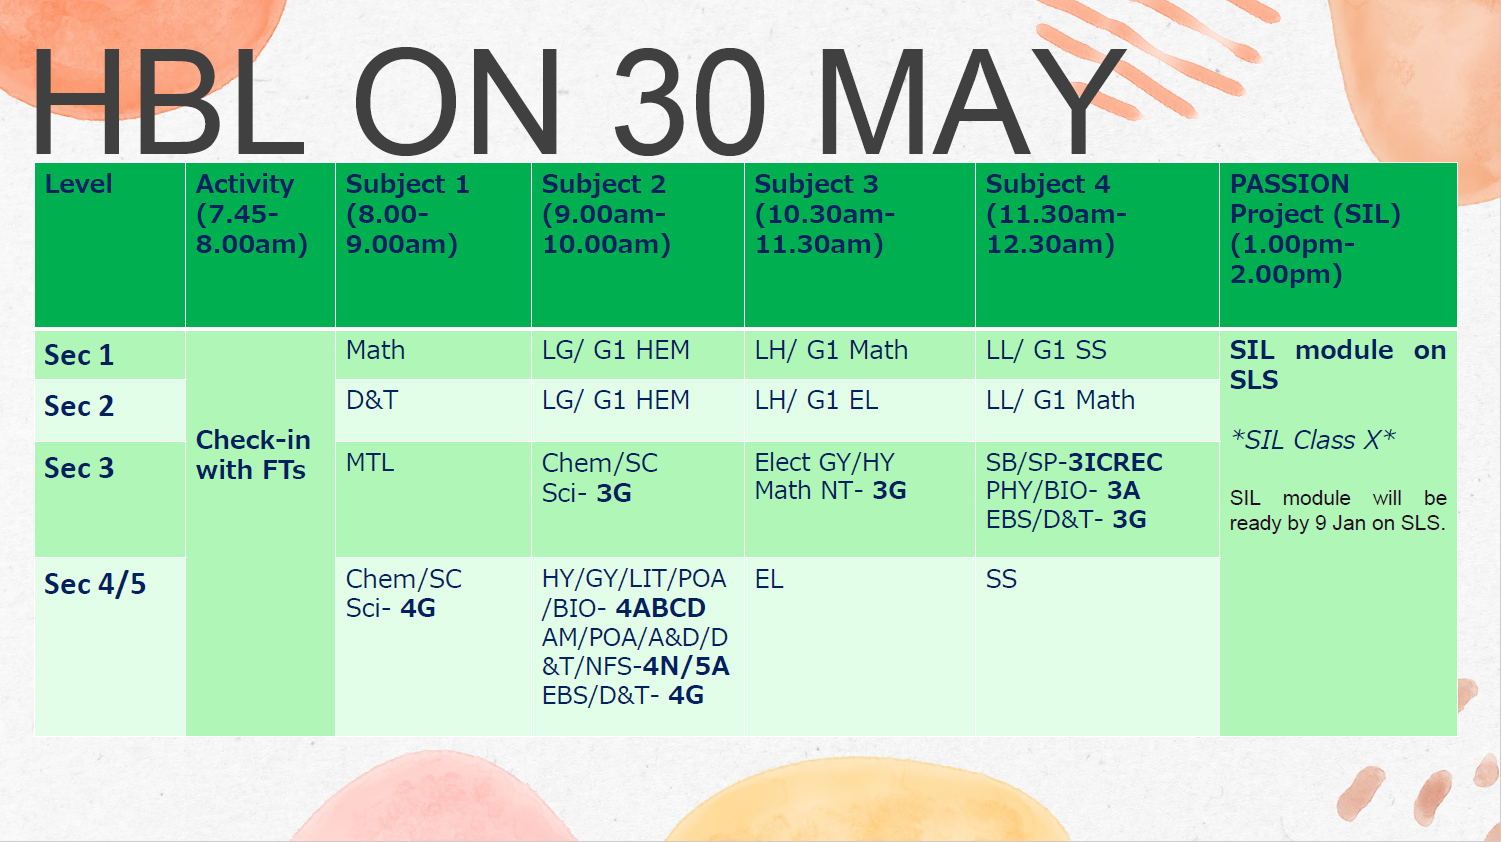 HBL ON 30 MAY
Level
Activity
(7.45-
8.00am)
Subject 1
(8.00-
9.00am)
Subject 2
(9.00am-
10.00am)
Subject 3
(10.30am-
11.30am)
Subject 4
(11.30am-
12.30am)
PASSION
Project (SIL)
(1.00pm-
2.00pm)
Sec 1
Check-in
with FTs
Math
LG/ G1 HEM
LH/ G1 Math
LL/ G1 SS
SIL module on
SLS
*SIL Class X*
SIL module will be
ready by 9 Jan on SLS.
Sec 2
D&T
LG/ G1 HEM
LH/ G1 EL
LL/ G1 Math
Sec 3
MTL
Chem/SC
Sci- 3G
Elect GY/HY
Math NT- 3G
SB/SP-3ICREC
PHY/BIO- 3A
EBS/D&T- 3G
Sec 4/5
Chem/SC
Sci- 4G
HY/GY/LIT/POA
/BIO- 4ABCD
AM/POA/A&D/D
&T/NFS-4N/5A
EBS/D&T- 4G
EL
SS